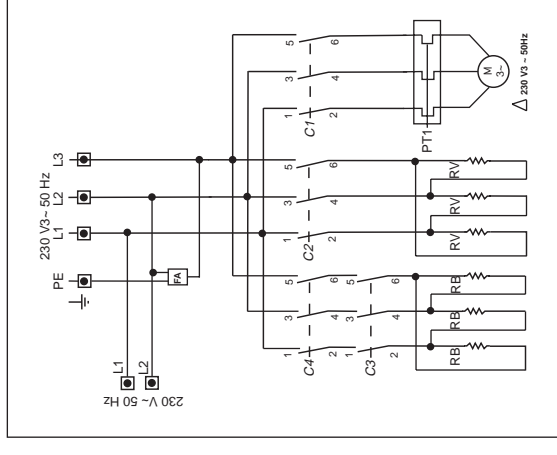 230 V3~ 50 Hz
PE
L1
L2
L3
FA
L1
L2
230 V~ 50 Hz
1
2
3
4
5
6
C1
PT1
M
3~
△ 230 V3 ~ 50Hz
1
2
3
4
5
6
C2
RV
RV
RV
1
2
3
4
5
6
C4
1
2
3
4
5
6
C3
RB
RB
RB